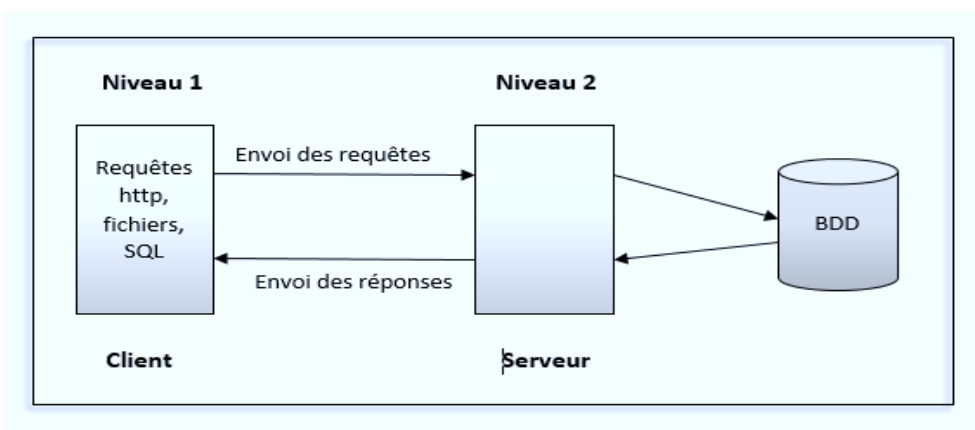 Niveau 1
Niveau 2
Requêtes
http,
fichiers,
SQL
Envoi des requêtes
Envoi des réponses
BDD
Client
Serveur